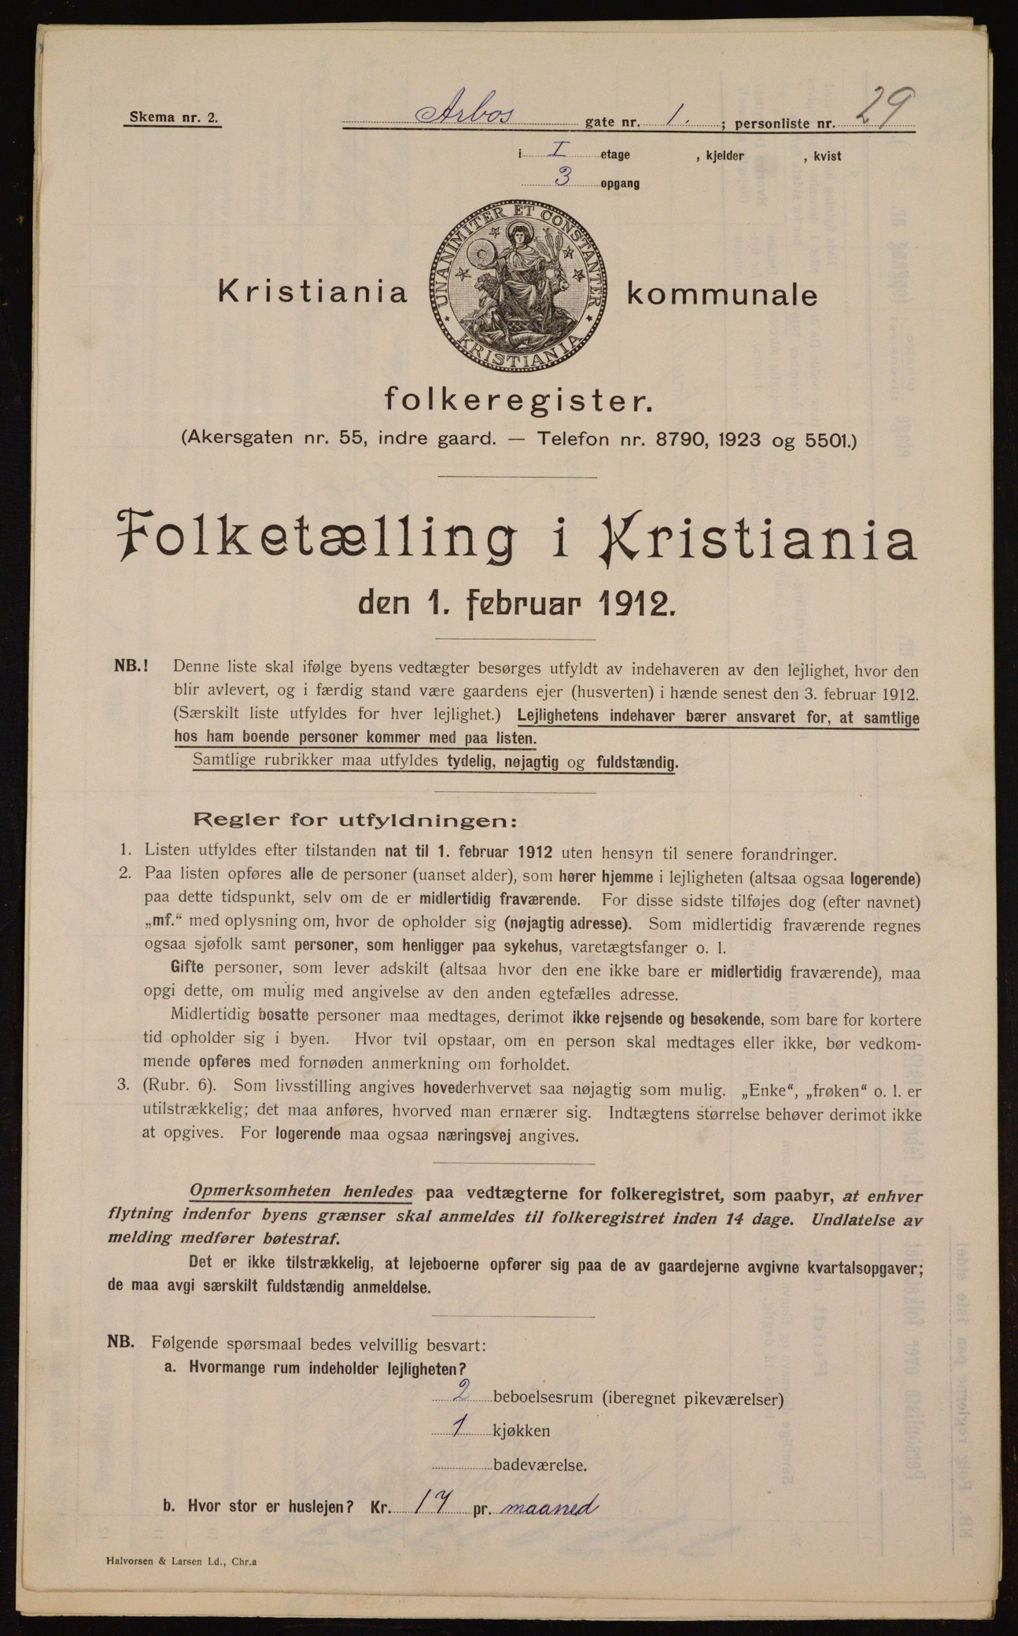 Skema nr. 2.
Arbos gate nr. 1. ; personliste nr. 29
i I etage , kjelder , kvist
3 opgang
UNANIMITER ET CONSTANTER
KRISTIANIA
Kristiania kommunale
folkeregister.
(Akersgaten nr. 55, indre gaard. — Telefon nr. 8790, 1923 og 5501.)
Folketælling i Kristiania
den 1. februar 1912.
NB.! Denne liste skal ifølge byens vedtægter besørges utfyldt av indehaveren av den lejlighet, hvor den
blir avlevert, og i færdig stand være gaardens ejer (husverten) i hænde senest den 3. februar 1912.
(Særskilt liste utfyldes for hver lejlighet.) Lejlighetens indehaver bærer ansvaret for, at samtlige
hos ham boende personer kommer med paa listen.
Samtlige rubrikker maa utfyldes tydelig, nøjagtig og fuldstændig.
Regler for utfyldningen:
1. Listen utfyldes efter tilstanden nat til 1. februar 1912 uten hensyn til senere forandringer.
2. Paa listen opføres alle de personer (uanset alder), som hører hjemme i lejligheten (altsaa ogsaa logerende)
paa dette tidspunkt, selv om de er midlertidig fraværende. For disse sidste tilføjes dog (efter navnet)
„mf.“ med oplysning om, hvor de opholder sig (nøjagtig adresse). Som midlertidig fraværende regnes
ogsaa sjøfolk samt personer, som henligger paa sykehus, varetægtsfanger o. l.
Gifte personer, som lever adskilt (altsaa hvor den ene ikke bare er midlertidig fraværende), maa
opgi dette, om mulig med angivelse av den anden egtefælles adresse.
Midlertidig bosatte personer maa medtages, derimot ikke rejsende og besøkende, som bare for kortere
tid opholder sig i byen. Hvor tvil opstaar, om en person skal medtages eller ikke, bør vedkom-
mende opføres med fornøden anmerkning om forholdet.
3. (Rubr. 6). Som livsstilling angives hovederhvervet saa nøjagtig som mulig. „Enke“, „frøken“ o. l. er
utilstrækkelig; det maa anføres, hvorved man ernærer sig. Indtægtens størrelse behøver derimot ikke
at opgives. For logerende maa ogsaa næringsvej angives.
Opmerksomheten henledes paa vedtægterne for folkeregistret, som paabyr, at enhver
flytning indenfor byens grænser skal anmeldes til folkeregistret inden 14 dage. Undlatelse av
melding medfører bøtestraf.
Det er ikke tilstrækkelig, at lejeboerne opfører sig paa de av gaardejerne avgivne kvartalsopgaver;
de maa avgi særskilt fuldstændig anmeldelse.
NB. Følgende spørsmaal bedes velvillig besvart:
a. Hvormange rum indeholder lejligheten?
2 beboelsesrum (iberegnet pikeværelser)
1 kjøkken
badeværelse.
b. Hvor stor er huslejen? Kr. 17 pr. maaned
Halvorsen & Larsen Ld., Chr.a